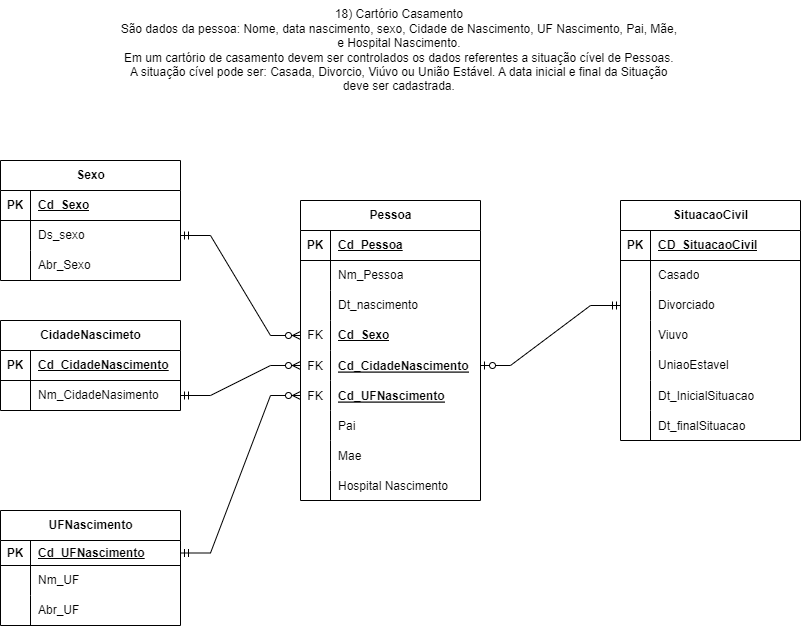 18) Cartório Casamento
São dados da pessoa: Nome, data nascimento, sexo, Cidade de Nascimento, UF Nascimento, Pai, Mãe,
e Hospital Nascimento.
Em um cartório de casamento devem ser controlados os dados referentes a situação cível de Pessoas.
A situação cível pode ser: Casada, Divorcio, Viúvo ou União Estável. A data inicial e final da Situação
deve ser cadastrada.
Sexo
PK Cd_Sexo
Ds_sexo
Abr_Sexo
CidadeNascimeto
PK Cd_CidadeNascimento
Nm_CidadeNasimento
UFNascimento
PK Cd_UFNascimento
Nm_UF
Abr_UF
Pessoa
PK Cd_Pessoa
Nm_Pessoa
Dt_nascimento
FK Cd_Sexo
FK Cd_CidadeNascimento
FK Cd_UFNascimento
Pai
Mae
Hospital Nascimento
SituacaoCivil
PK CD_SituacaoCivil
Casado
Divorciado
Viuvo
UniaoEstavel
Dt_InicialSituacao
Dt_finalSituacao